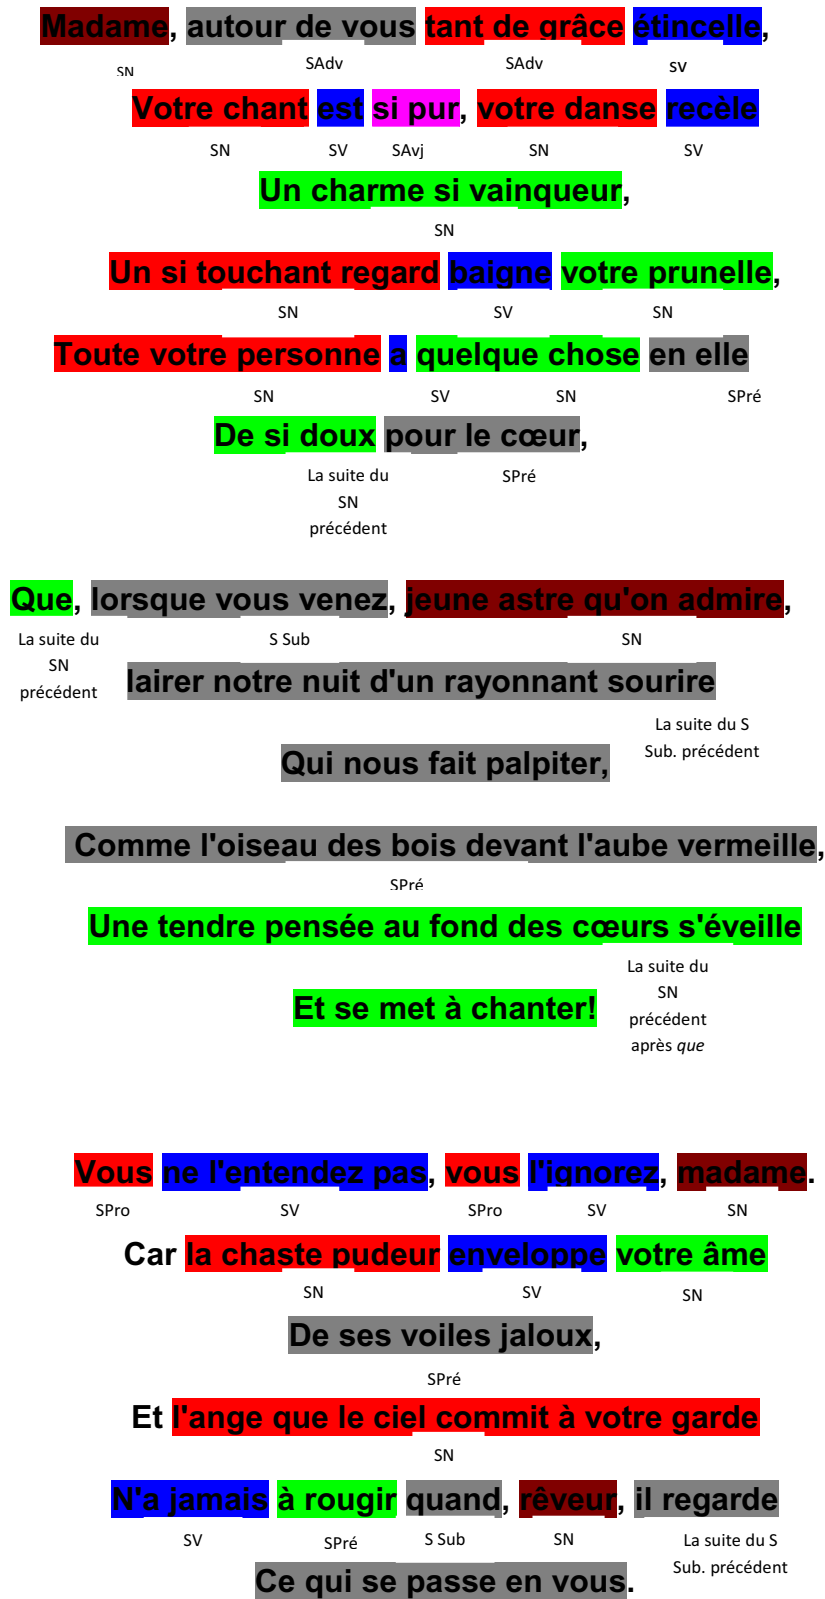 Madame, autour de vous tant de grâce étincelle,
SN SAdv SAdv sv
Votre chant est si pur, votre danse recèle
SN SV SAvj SN SV
Un charme si vainqueur,
SN
Un si touchant regard baigne votre prunelle,
SN SV SN
Toute votre personne a quelque chose en elle
SN SV SN SPré
De si doux pour le cœur,
La suite du SPré
SN
précédent
Que, lorsque vous venez, jeune astre qu'on admire,
La suite du S Sub SN
SN
précédent
lairer notre nuit d'un rayonnant sourire
La suite du S
Sub. précédent
Qui nous fait palpiter,
Comme l'oiseau des bois devant l'aube vermeille,
SPré
Une tendre pensée au fond des cœurs s'éveille
La suite du
SN
précédent
après que
Et se met à chanter!
Vous ne l'entendez pas, vous l'ignorez, madame.
SPro SV SPro SV SN
Car la chaste pudeur enveloppe votre âme
SN SV SN
De ses voiles jaloux,
SPré
Et l'ange que le ciel commit à votre garde
SN
N'a jamais à rougir quand, rêveur, il regarde
SV SPré S Sub SN La suite du S
Sub. précédent
Ce qui se passe en vous.